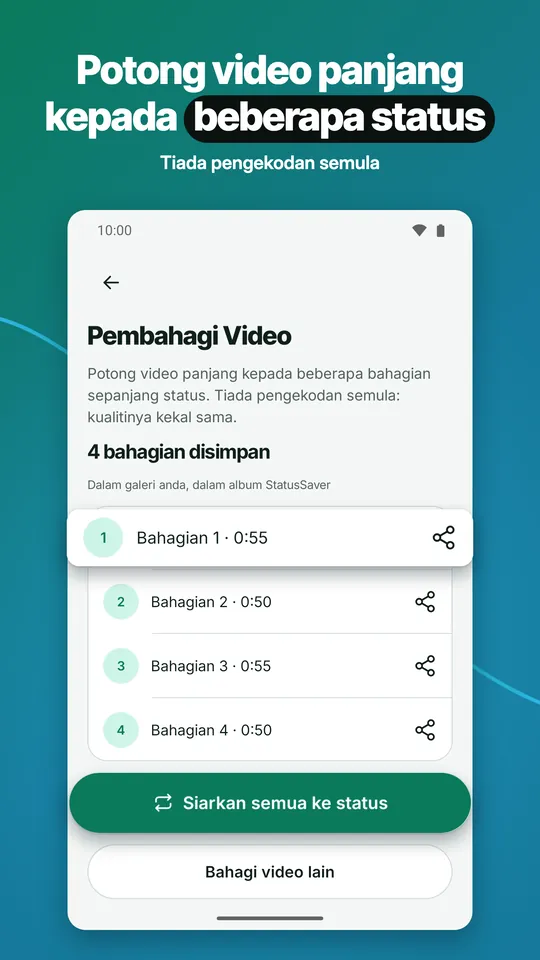 Potong video panjang
kepada beberapa status
Tiada pengekodan semula
10:00
Pembahagi Video
Potong video panjang kepada beberapa bahagian
sepanjang status. Tiada pengekodan semula:
kualitinya kekal sama.
4 bahagian disimpan
Dalam galeri anda, dalam album StatusSaver
1 Bahagian 1 · 0:55
2 Bahagian 2 · 0:50
3 Bahagian 3 · 0:55
4 Bahagian 4 · 0:50
Siarkan semua ke status
Bahagi video lain